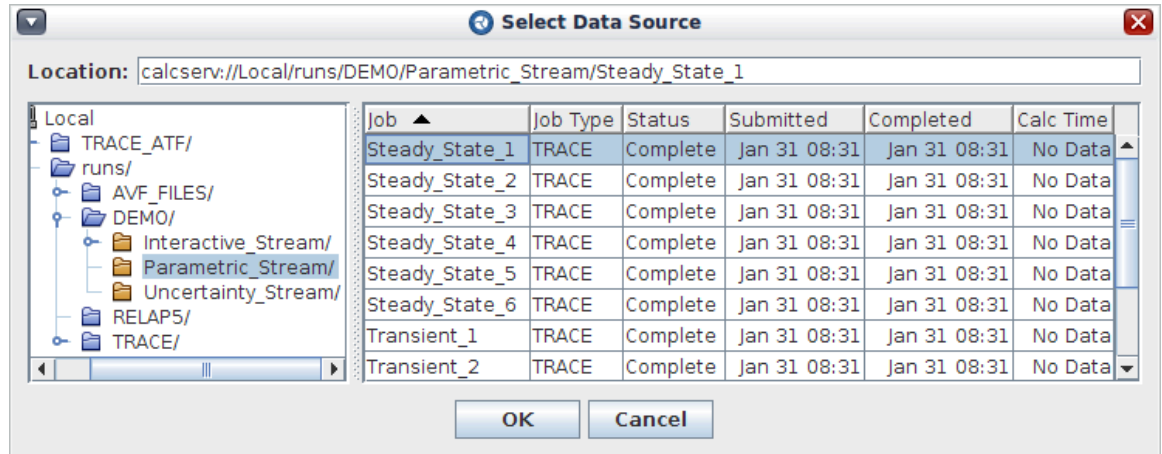 Select Data Source
Location: calcserv://Local/runs/DEMO/Parametric_Stream/Steady_State_1
Local
TRACE_ATF/
runs/
AVF_FILES/
DEMO/
Interactive_Stream/
Parametric_Stream/
Uncertainty_Stream/
RELAP5/
TRACE/
Job Job Type Status Submitted Completed Calc Time
Steady_State_1 TRACE Complete Jan 31 08:31 Jan 31 08:31 No Data
Steady_State_2 TRACE Complete Jan 31 08:31 Jan 31 08:31 No Data
Steady_State_3 TRACE Complete Jan 31 08:31 Jan 31 08:31 No Data
Steady_State_4 TRACE Complete Jan 31 08:31 Jan 31 08:31 No Data
Steady_State_5 TRACE Complete Jan 31 08:31 Jan 31 08:31 No Data
Steady_State_6 TRACE Complete Jan 31 08:31 Jan 31 08:31 No Data
Transient_1 TRACE Complete Jan 31 08:31 Jan 31 08:31 No Data
Transient_2 TRACE Complete Jan 31 08:31 Jan 31 08:31 No Data
OK Cancel